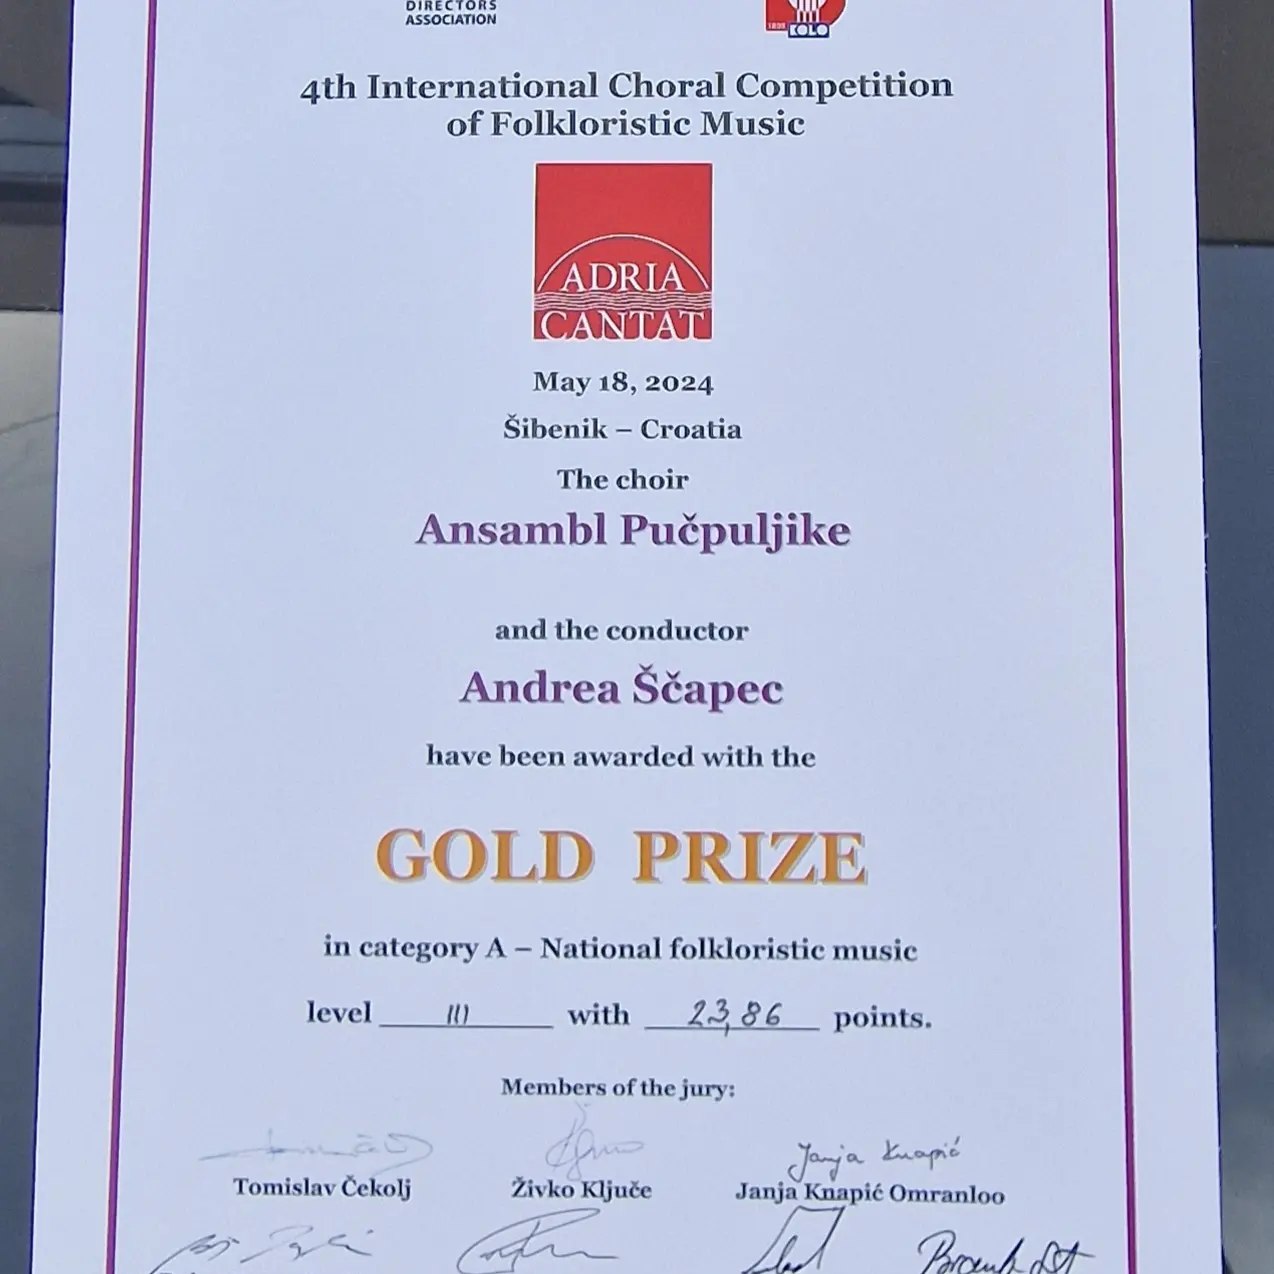 DIRECTORS
ASSOCIATION
KOLO
4th International Choral Competition
of Folkloristic Music
ADRIA
CANTAT
May 18, 2024
Šibenik – Croatia
The choir
Ansambl Pučpuljike
and the conductor
Andrea Ščapec
have been awarded with the
GOLD PRIZE
in category A – National folkloristic music
level III with 23,86 points.
Members of the jury:
Janja Knapić
Tomislav Čekolj Živko Ključe Janja Knapić Omranloo